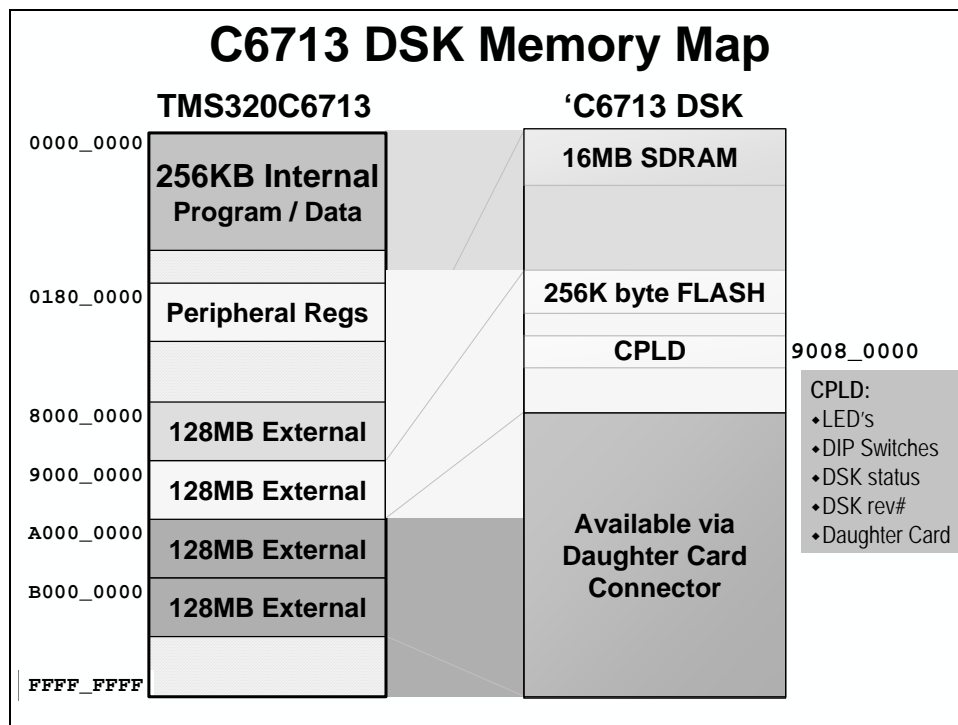 C6713 DSK Memory Map
TMS320C6713
‘C6713 DSK
0000_0000
256KB Internal
Program / Data
16MB SDRAM
0180_0000
Peripheral Regs
256K byte FLASH
CPLD
9008_0000
8000_0000
128MB External
9000_0000
128MB External
A000_0000
128MB External
B000_0000
128MB External
FFFF_FFFF
Available via
Daughter Card
Connector
CPLD:
◆LED's
◆DIP Switches
◆DSK status
◆DSK rev#
◆Daughter Card